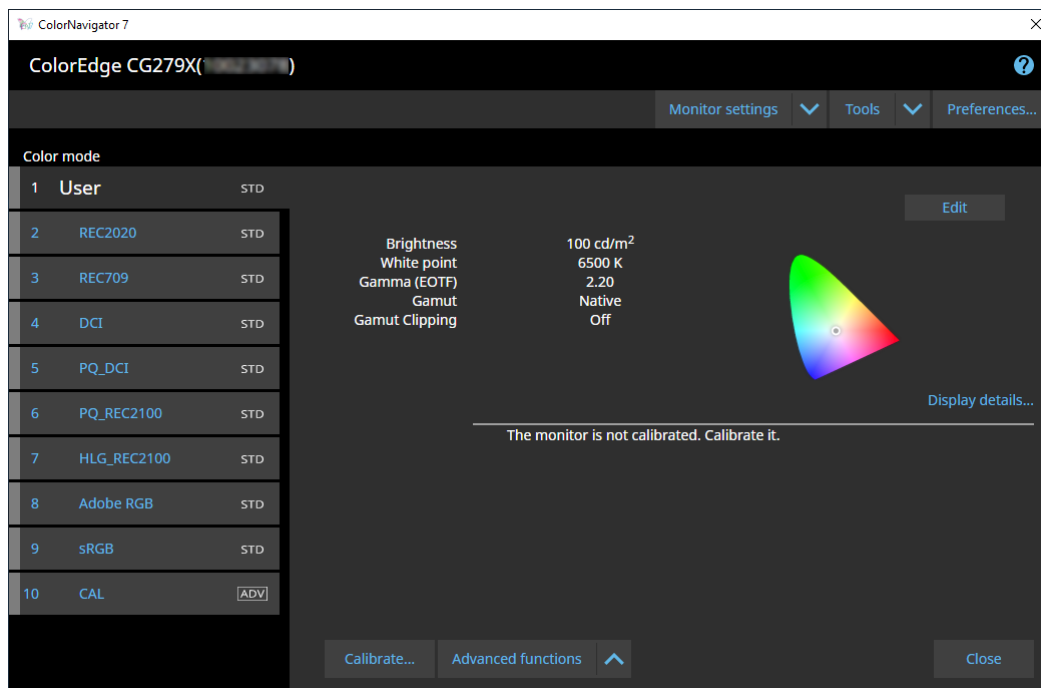 ColorNavigator 7
ColorEdge CG279X( )
Monitor settings Tools Preferences...
Color mode
1 User STD
2 REC2020 STD
3 REC709 STD
4 DCI STD
5 PQ_DCI STD
6 PQ_REC2100 STD
7 HLG_REC2100 STD
8 Adobe RGB STD
9 sRGB STD
10 CAL ADV
Edit
Brightness 100 cd/m²
White point 6500 K
Gamma (EOTF) 2.20
Gamut Native
Gamut Clipping Off
Display details...
The monitor is not calibrated. Calibrate it.
Calibrate... Advanced functions Close